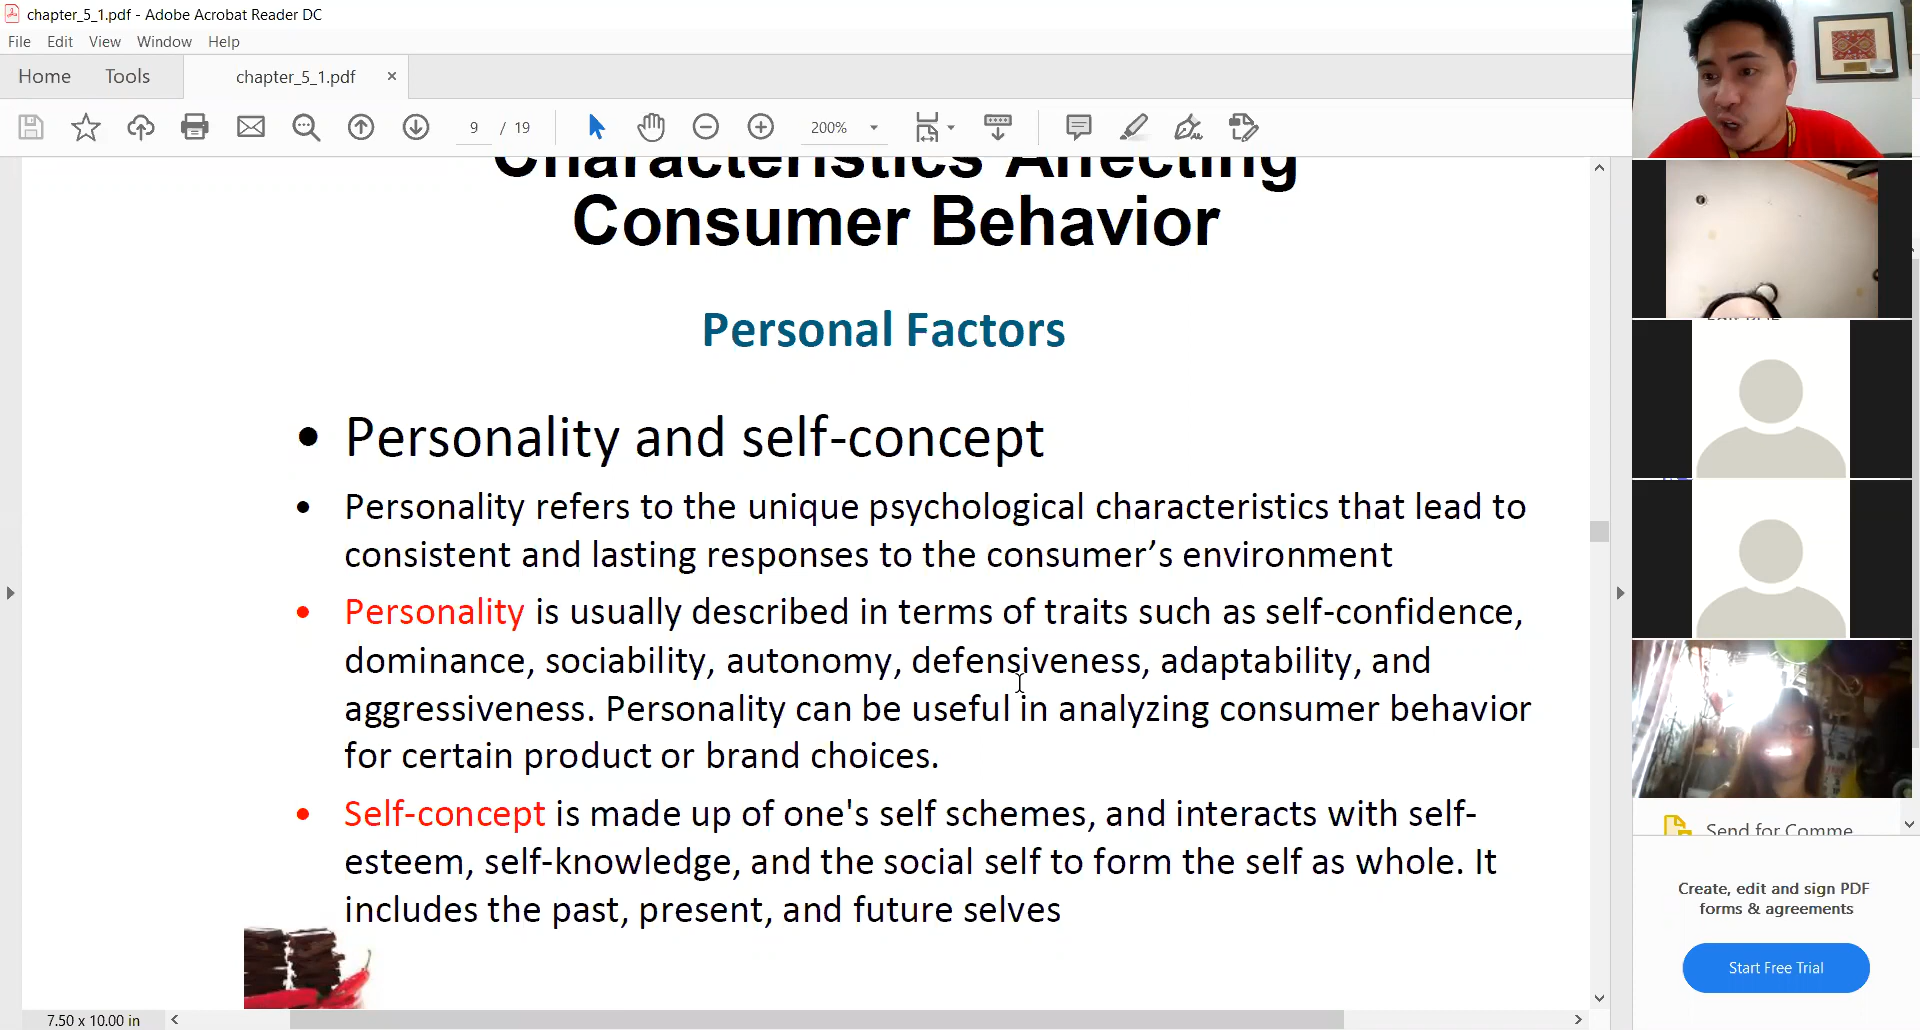 chapter_5_1.pdf - Adobe Acrobat Reader DC
File Edit View Window Help
Home Tools chapter_5_1.pdf ×
9 / 19 200%
Characteristics Affecting
Consumer Behavior
Personal Factors
• Personality and self-concept
• Personality refers to the unique psychological characteristics that lead to
consistent and lasting responses to the consumer’s environment
• Personality is usually described in terms of traits such as self-confidence,
dominance, sociability, autonomy, defensiveness, adaptability, and
aggressiveness. Personality can be useful in analyzing consumer behavior
for certain product or brand choices.
• Self-concept is made up of one's self schemes, and interacts with self-
esteem, self-knowledge, and the social self to form the self as whole. It
includes the past, present, and future selves
7.50 x 10.00 in
Send for Comme
Create, edit and sign PDF
forms & agreements
Start Free Trial